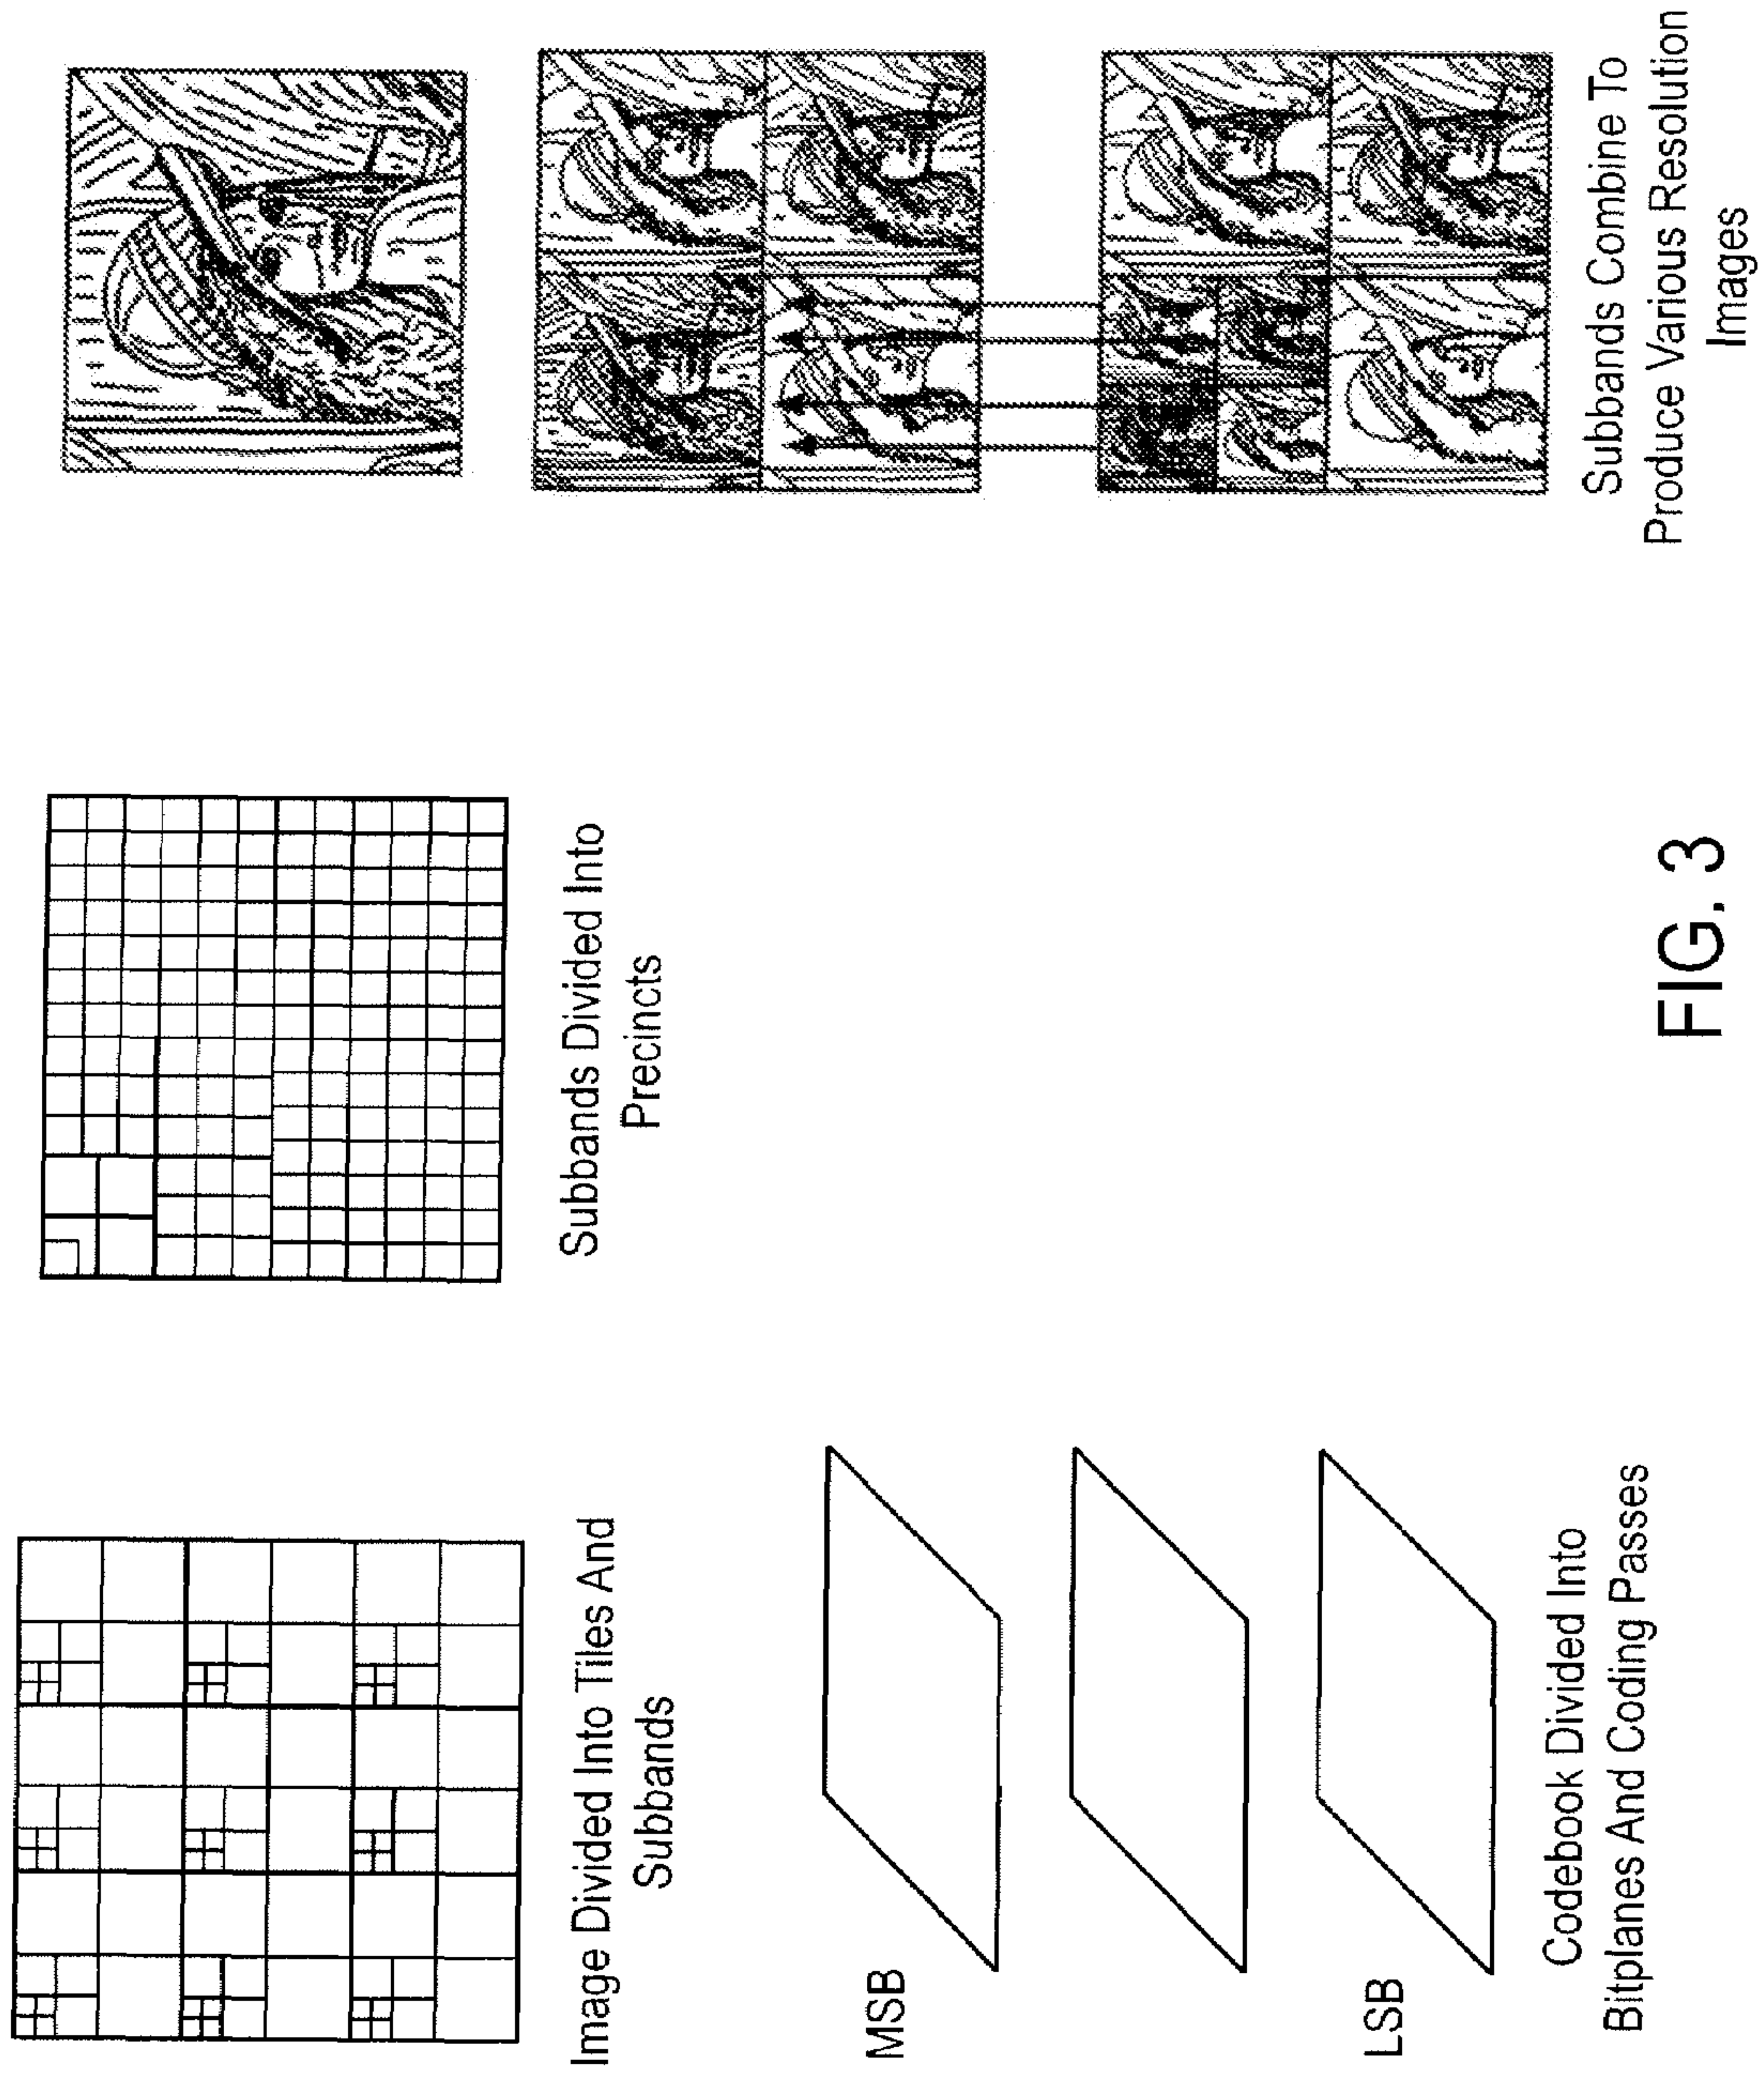 Image Divided Into Tiles And
Subbands
Subbands Divided Into
Precincts
MSB
LSB
Codebook Divided Into
Bitplanes And Coding Passes
Subbands Combine To
Produce Various Resolution
Images
FIG. 3